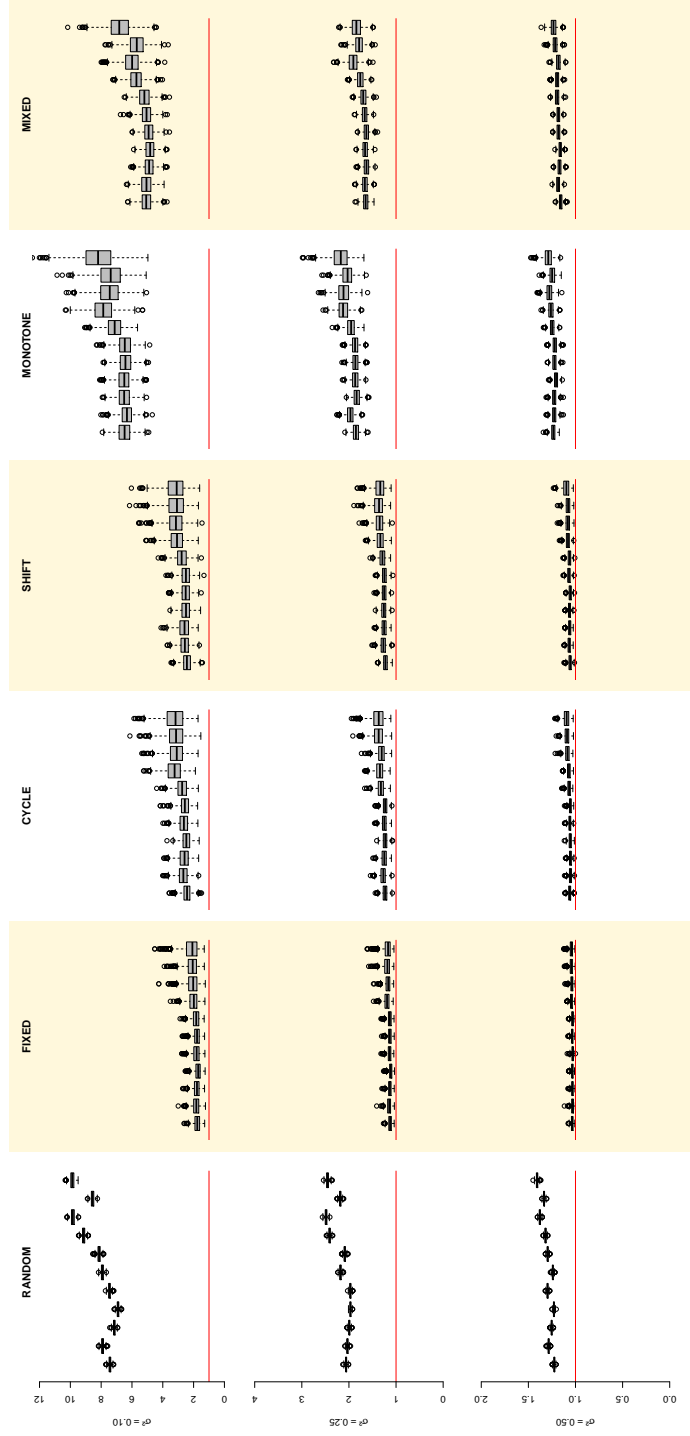 RANDOM
FIXED
CYCLE
SHIFT
MONOTONE
MIXED
12
10
8
6
4
2
0
σ² = 0.10
4
3
2
1
0
σ² = 0.25
2.0
1.5
1.0
0.5
0.0
σ² = 0.50